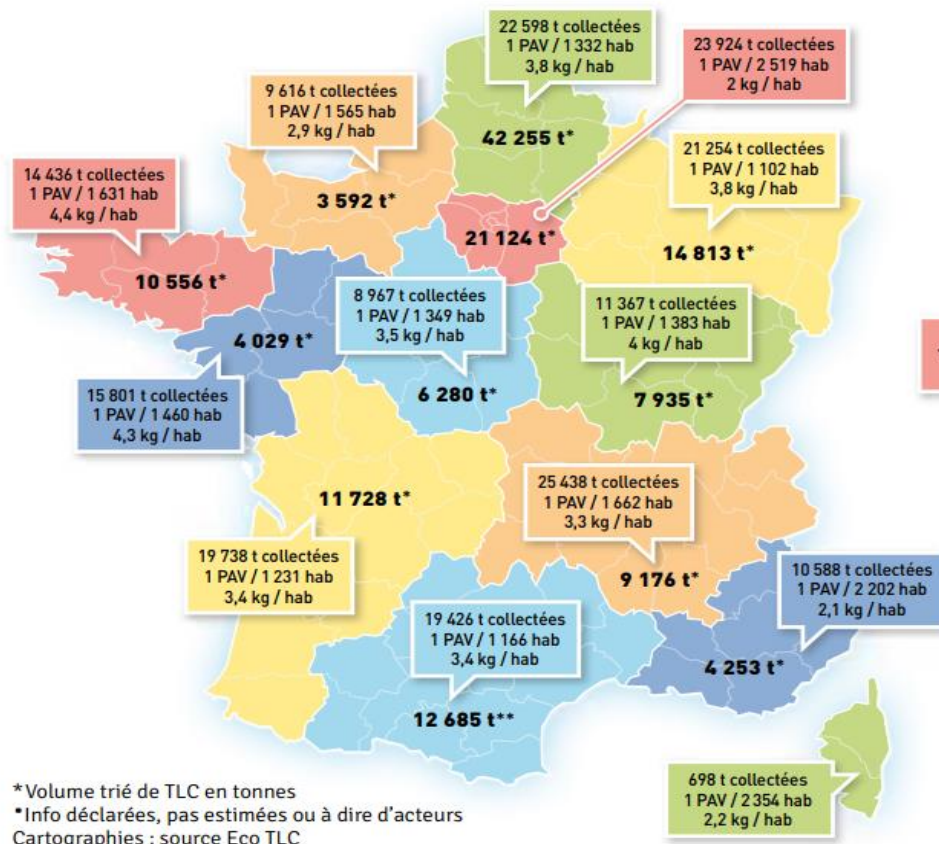 22 598 t collectées
1 PAV / 1 332 hab
3,8 kg / hab
42 255 t*
23 924 t collectées
1 PAV / 2 519 hab
2 kg / hab
21 124 t*
9 616 t collectées
1 PAV / 1 565 hab
2,9 kg / hab
3 592 t*
21 254 t collectées
1 PAV / 1 102 hab
3,8 kg / hab
14 813 t*
14 436 t collectées
1 PAV / 1 631 hab
4,4 kg / hab
10 556 t*
8 967 t collectées
1 PAV / 1 349 hab
3,5 kg / hab
6 280 t*
11 367 t collectées
1 PAV / 1 383 hab
4 kg / hab
7 935 t*
4 029 t*
15 801 t collectées
1 PAV / 1 460 hab
4,3 kg / hab
11 728 t*
19 738 t collectées
1 PAV / 1 231 hab
3,4 kg / hab
25 438 t collectées
1 PAV / 1 662 hab
3,3 kg / hab
9 176 t*
10 588 t collectées
1 PAV / 2 202 hab
2,1 kg / hab
4 253 t*
19 426 t collectées
1 PAV / 1 166 hab
3,4 kg / hab
12 685 t**
698 t collectées
1 PAV / 2 354 hab
2,2 kg / hab
*Volume trié de TLC en tonnes
*Info déclarées, pas estimées ou à dire d'acteurs
Cartographies : source Eco TLC